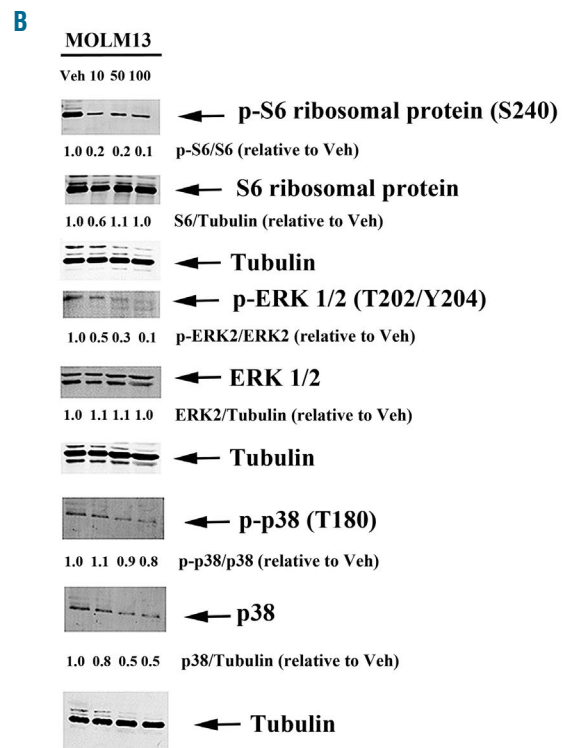 B
MOLM13
Veh 10 50 100
p-S6 ribosomal protein (S240)
1.0 0.2 0.2 0.1 p-S6/S6 (relative to Veh)
S6 ribosomal protein
1.0 0.6 1.1 1.0 S6/Tubulin (relative to Veh)
Tubulin
p-ERK 1/2 (T202/Y204)
1.0 0.5 0.3 0.1 p-ERK2/ERK2 (relative to Veh)
ERK 1/2
1.0 1.1 1.1 1.0 ERK2/Tubulin (relative to Veh)
Tubulin
p-p38 (T180)
1.0 1.1 0.9 0.8 p-p38/p38 (relative to Veh)
p38
1.0 0.8 0.5 0.5 p38/Tubulin (relative to Veh)
Tubulin